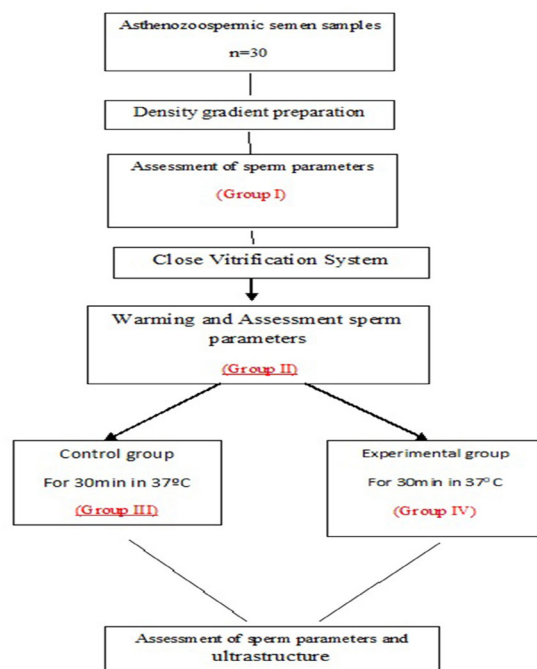 Asthenozoospermic semen samples
n=30
Density gradient preparation
Assessment of sperm parameters
(Group I)
Close Vitrification System
Warming and Assessment sperm
parameters
(Group II)
Control group
For 30min in 37ºC
(Group III)
Experimental group
For 30min in 37°C
(Group IV)
Assessment of sperm parameters and
ultrastructure